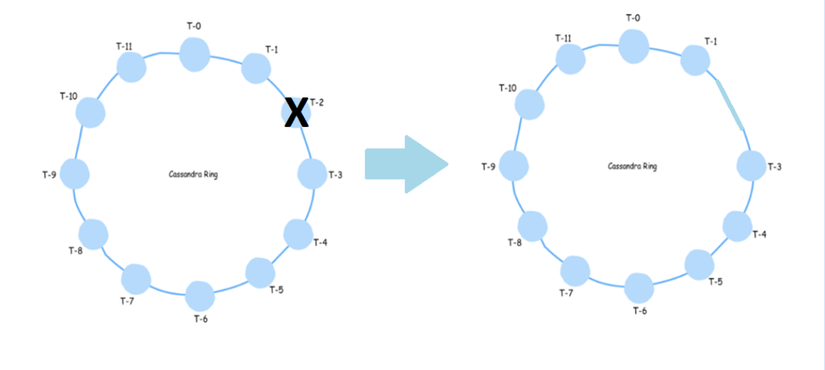 T-0
T-11
T-1
T-10
X
T-2
Cassandra Ring
T-9
T-3
T-8
T-4
T-7
T-5
T-6
T-0
T-11
T-1
T-10
Cassandra Ring
T-9
T-3
T-8
T-4
T-7
T-5
T-6